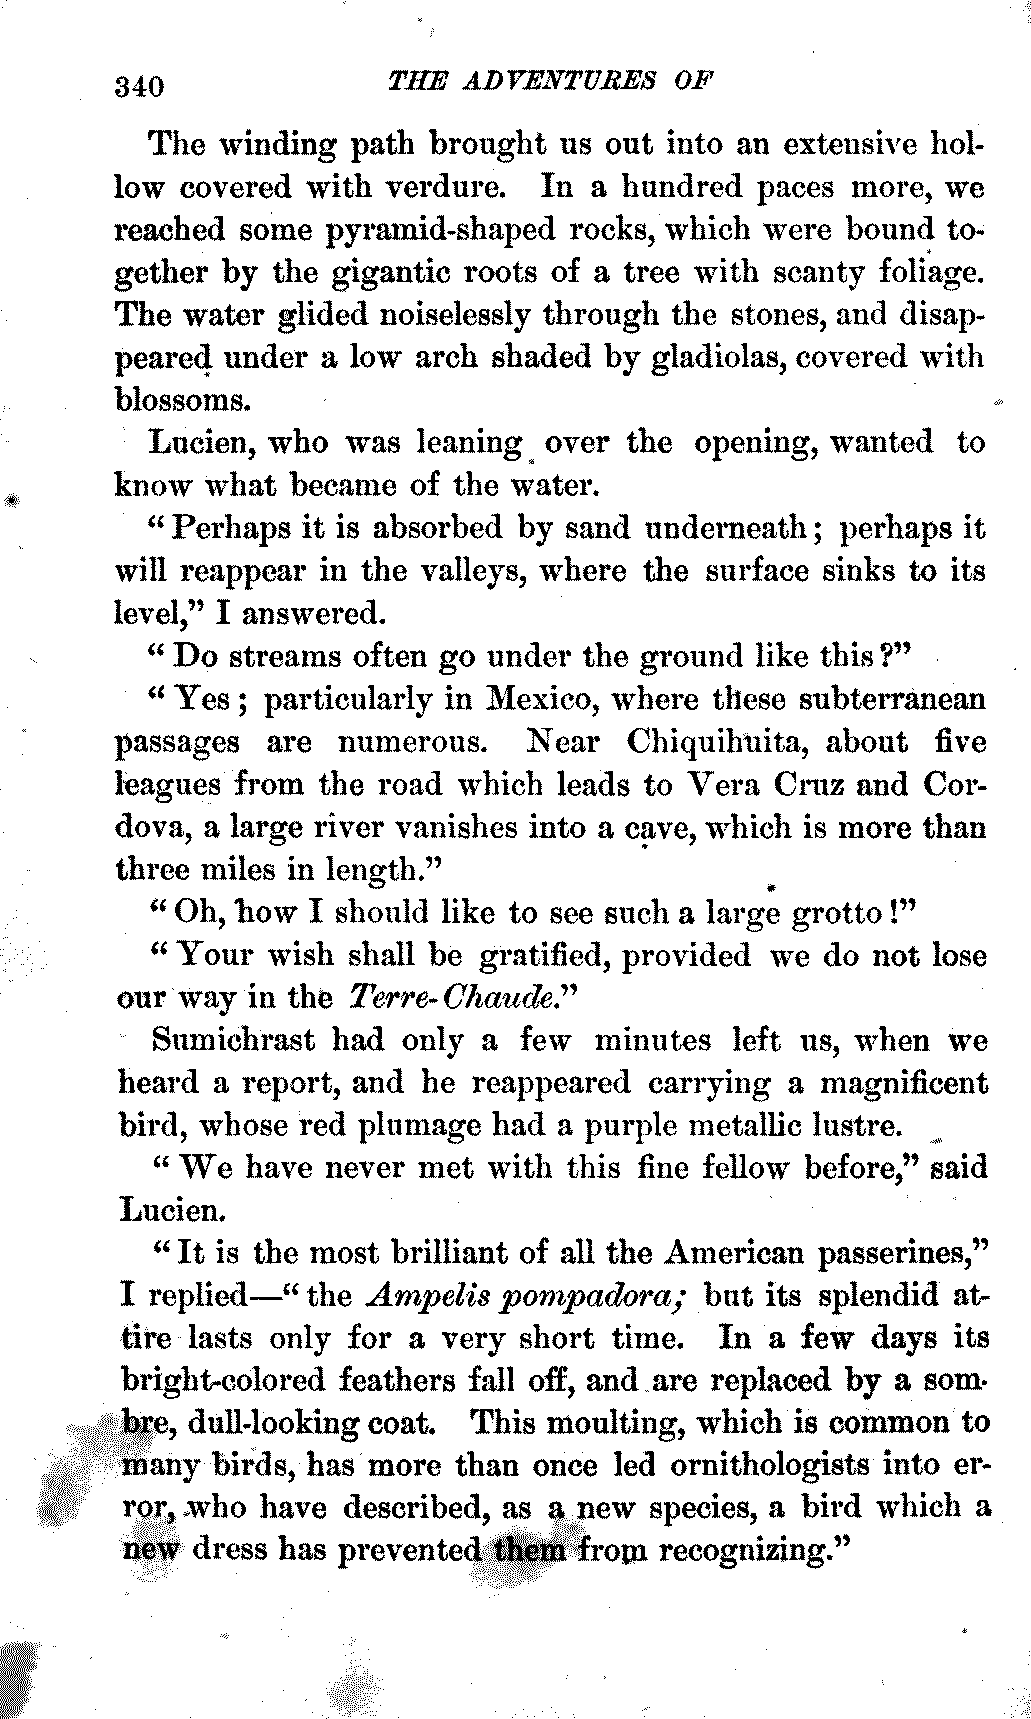 340 THE ADVENTURES OF
The winding path brought us out into an extensive hol-
low covered with verdure. In a hundred paces more, we
reached some pyramid-shaped rocks, which were bound to-
gether by the gigantic roots of a tree with scanty foliage.
The water glided noiselessly through the stones, and disap-
peared under a low arch shaded by gladiolas, covered with
blossoms.
Lucien, who was leaning over the opening, wanted to
know what became of the water.
“Perhaps it is absorbed by sand underneath; perhaps it
will reappear in the valleys, where the surface sinks to its
level,” I answered.
“Do streams often go under the ground like this?”
“Yes; particularly in Mexico, where these subterranean
passages are numerous. Near Chiquihuita, about five
leagues from the road which leads to Vera Cruz and Cor-
dova, a large river vanishes into a cave, which is more than
three miles in length.”
“Oh, how I should like to see such a large grotto!”
“Your wish shall be gratified, provided we do not lose
our way in the Terre-Chaude.”
Sumichrast had only a few minutes left us, when we
heard a report, and he reappeared carrying a magnificent
bird, whose red plumage had a purple metallic lustre.
“We have never met with this fine fellow before,” said
Lucien.
“It is the most brilliant of all the American passerines,”
I replied—“the Ampelis pompadora; but its splendid at-
tire lasts only for a very short time. In a few days its
bright-colored feathers fall off, and are replaced by a som-
bre, dull-looking coat. This moulting, which is common to
many birds, has more than once led ornithologists into er-
ror, who have described, as a new species, a bird which a
new dress has prevented them from recognizing.”